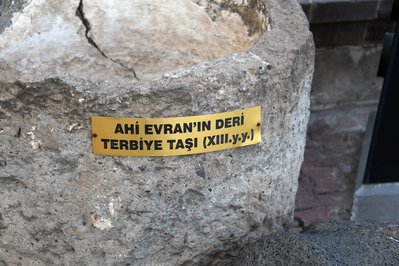 AHİ EVRAN'IN DERİ
TERBİYE TAŞI (XIII.y.y.)